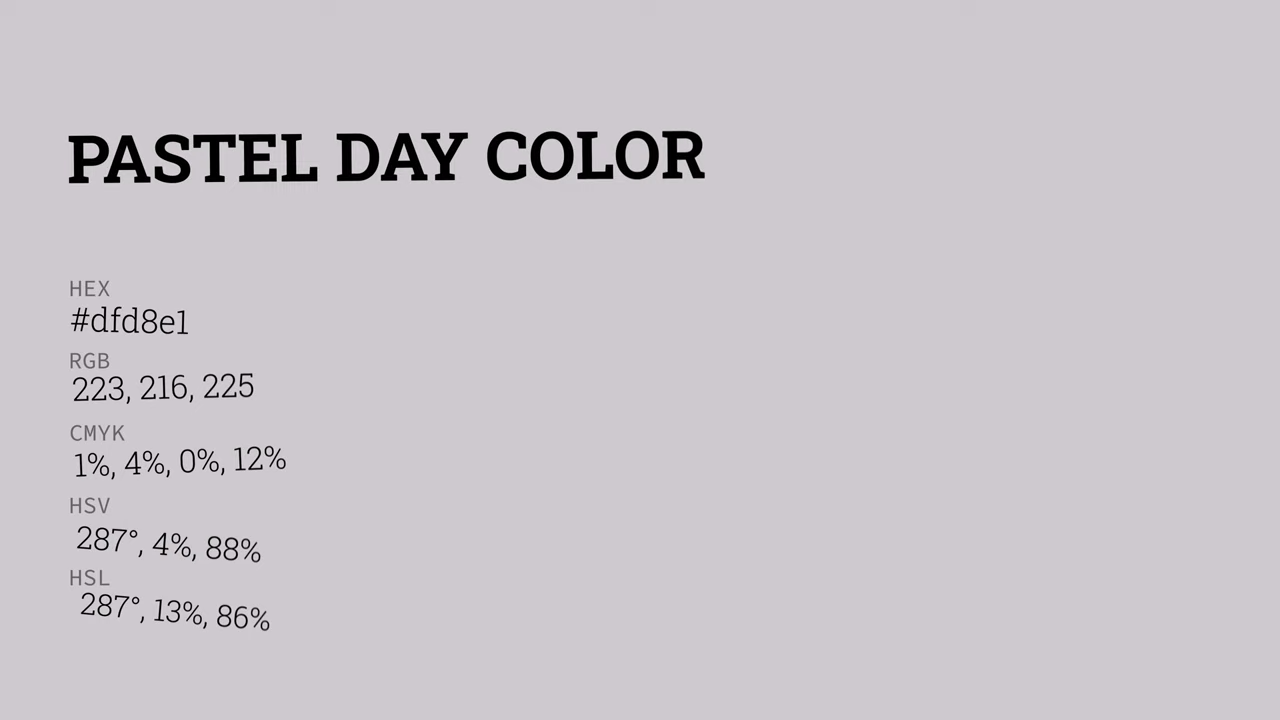 PASTEL DAY COLOR
HEX
#dfd8e1
RGB
223, 216, 225
CMYK
1%, 4%, 0%, 12%
HSV
287°, 4%, 88%
HSL
287°, 13%, 86%